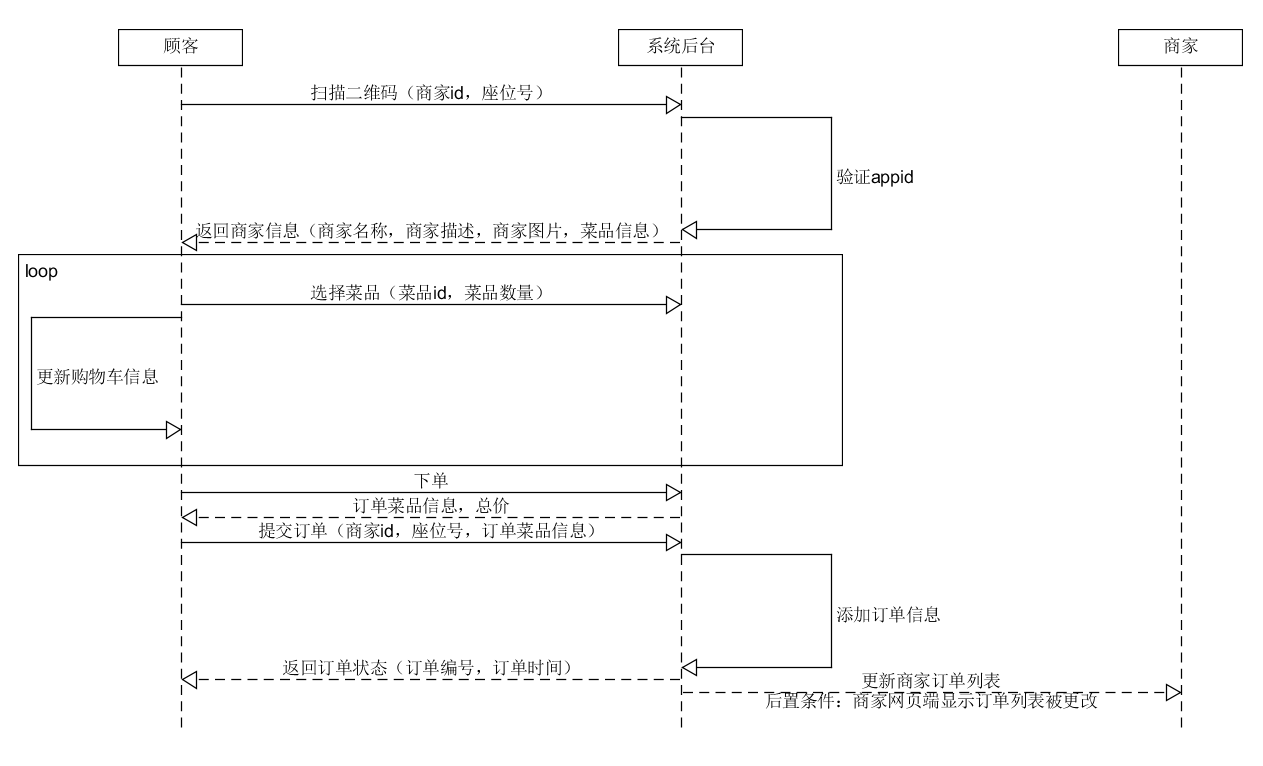 顾客
系统后台
商家
扫描二维码（商家id，座位号）
验证appid
返回商家信息（商家名称，商家描述，商家图片，菜品信息）
loop
选择菜品（菜品id，菜品数量）
更新购物车信息
下单
订单菜品信息，总价
提交订单（商家id，座位号，订单菜品信息）
添加订单信息
返回订单状态（订单编号，订单时间）
更新商家订单列表
后置条件：商家网页端显示订单列表被更改